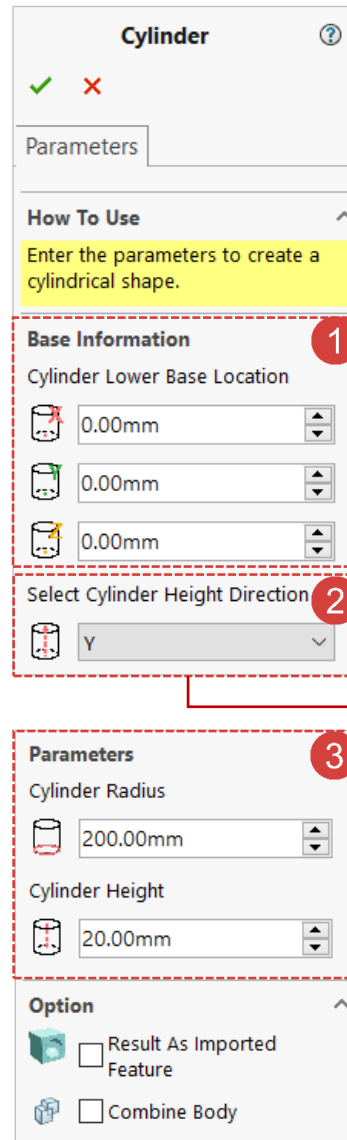 Cylinder
Parameters
How To Use
Enter the parameters to create a
cylindrical shape.
Base Information
1
Cylinder Lower Base Location
X
0.00mm
Y
0.00mm
Z
0.00mm
Select Cylinder Height Direction
2
Y
Parameters
3
Cylinder Radius
200.00mm
Cylinder Height
20.00mm
Option
Result As Imported
Feature
Combine Body